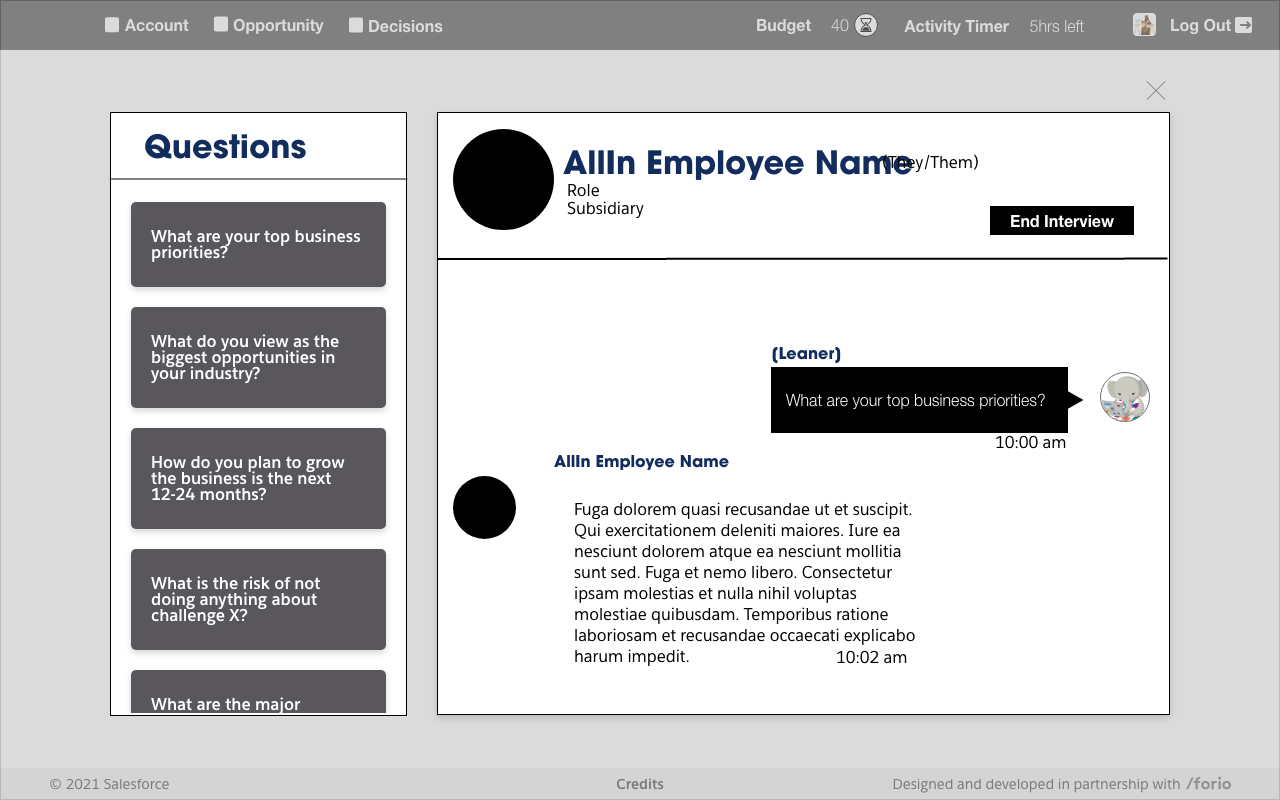 Account
Opportunity
Decisions
Budget 40
Activity Timer 5hrs left
Log Out
Questions
What are your top business
priorities?
What do you view as the
biggest opportunities in
your industry?
How do you plan to grow
the business is the next
12-24 months?
What is the risk of not
doing anything about
challenge X?
What are the major
AllIn Employee Name
(They/Them)
Role
Subsidiary
End Interview
(Leaner)
What are your top business priorities?
10:00 am
AllIn Employee Name
Fuga dolorem quasi recusandae ut et suscipit.
Qui exercitationem deleniti maiores. Iure ea
nesciunt dolorem atque ea nesciunt mollitia
sunt sed. Fuga et nemo libero. Consectetur
ipsam molestias et nulla nihil voluptas
molestiae quibusdam. Temporibus ratione
laboriosam et recusandae occaecati explicabo
harum impedit.
10:02 am
© 2021 Salesforce
Credits
Designed and developed in partnership with /forio